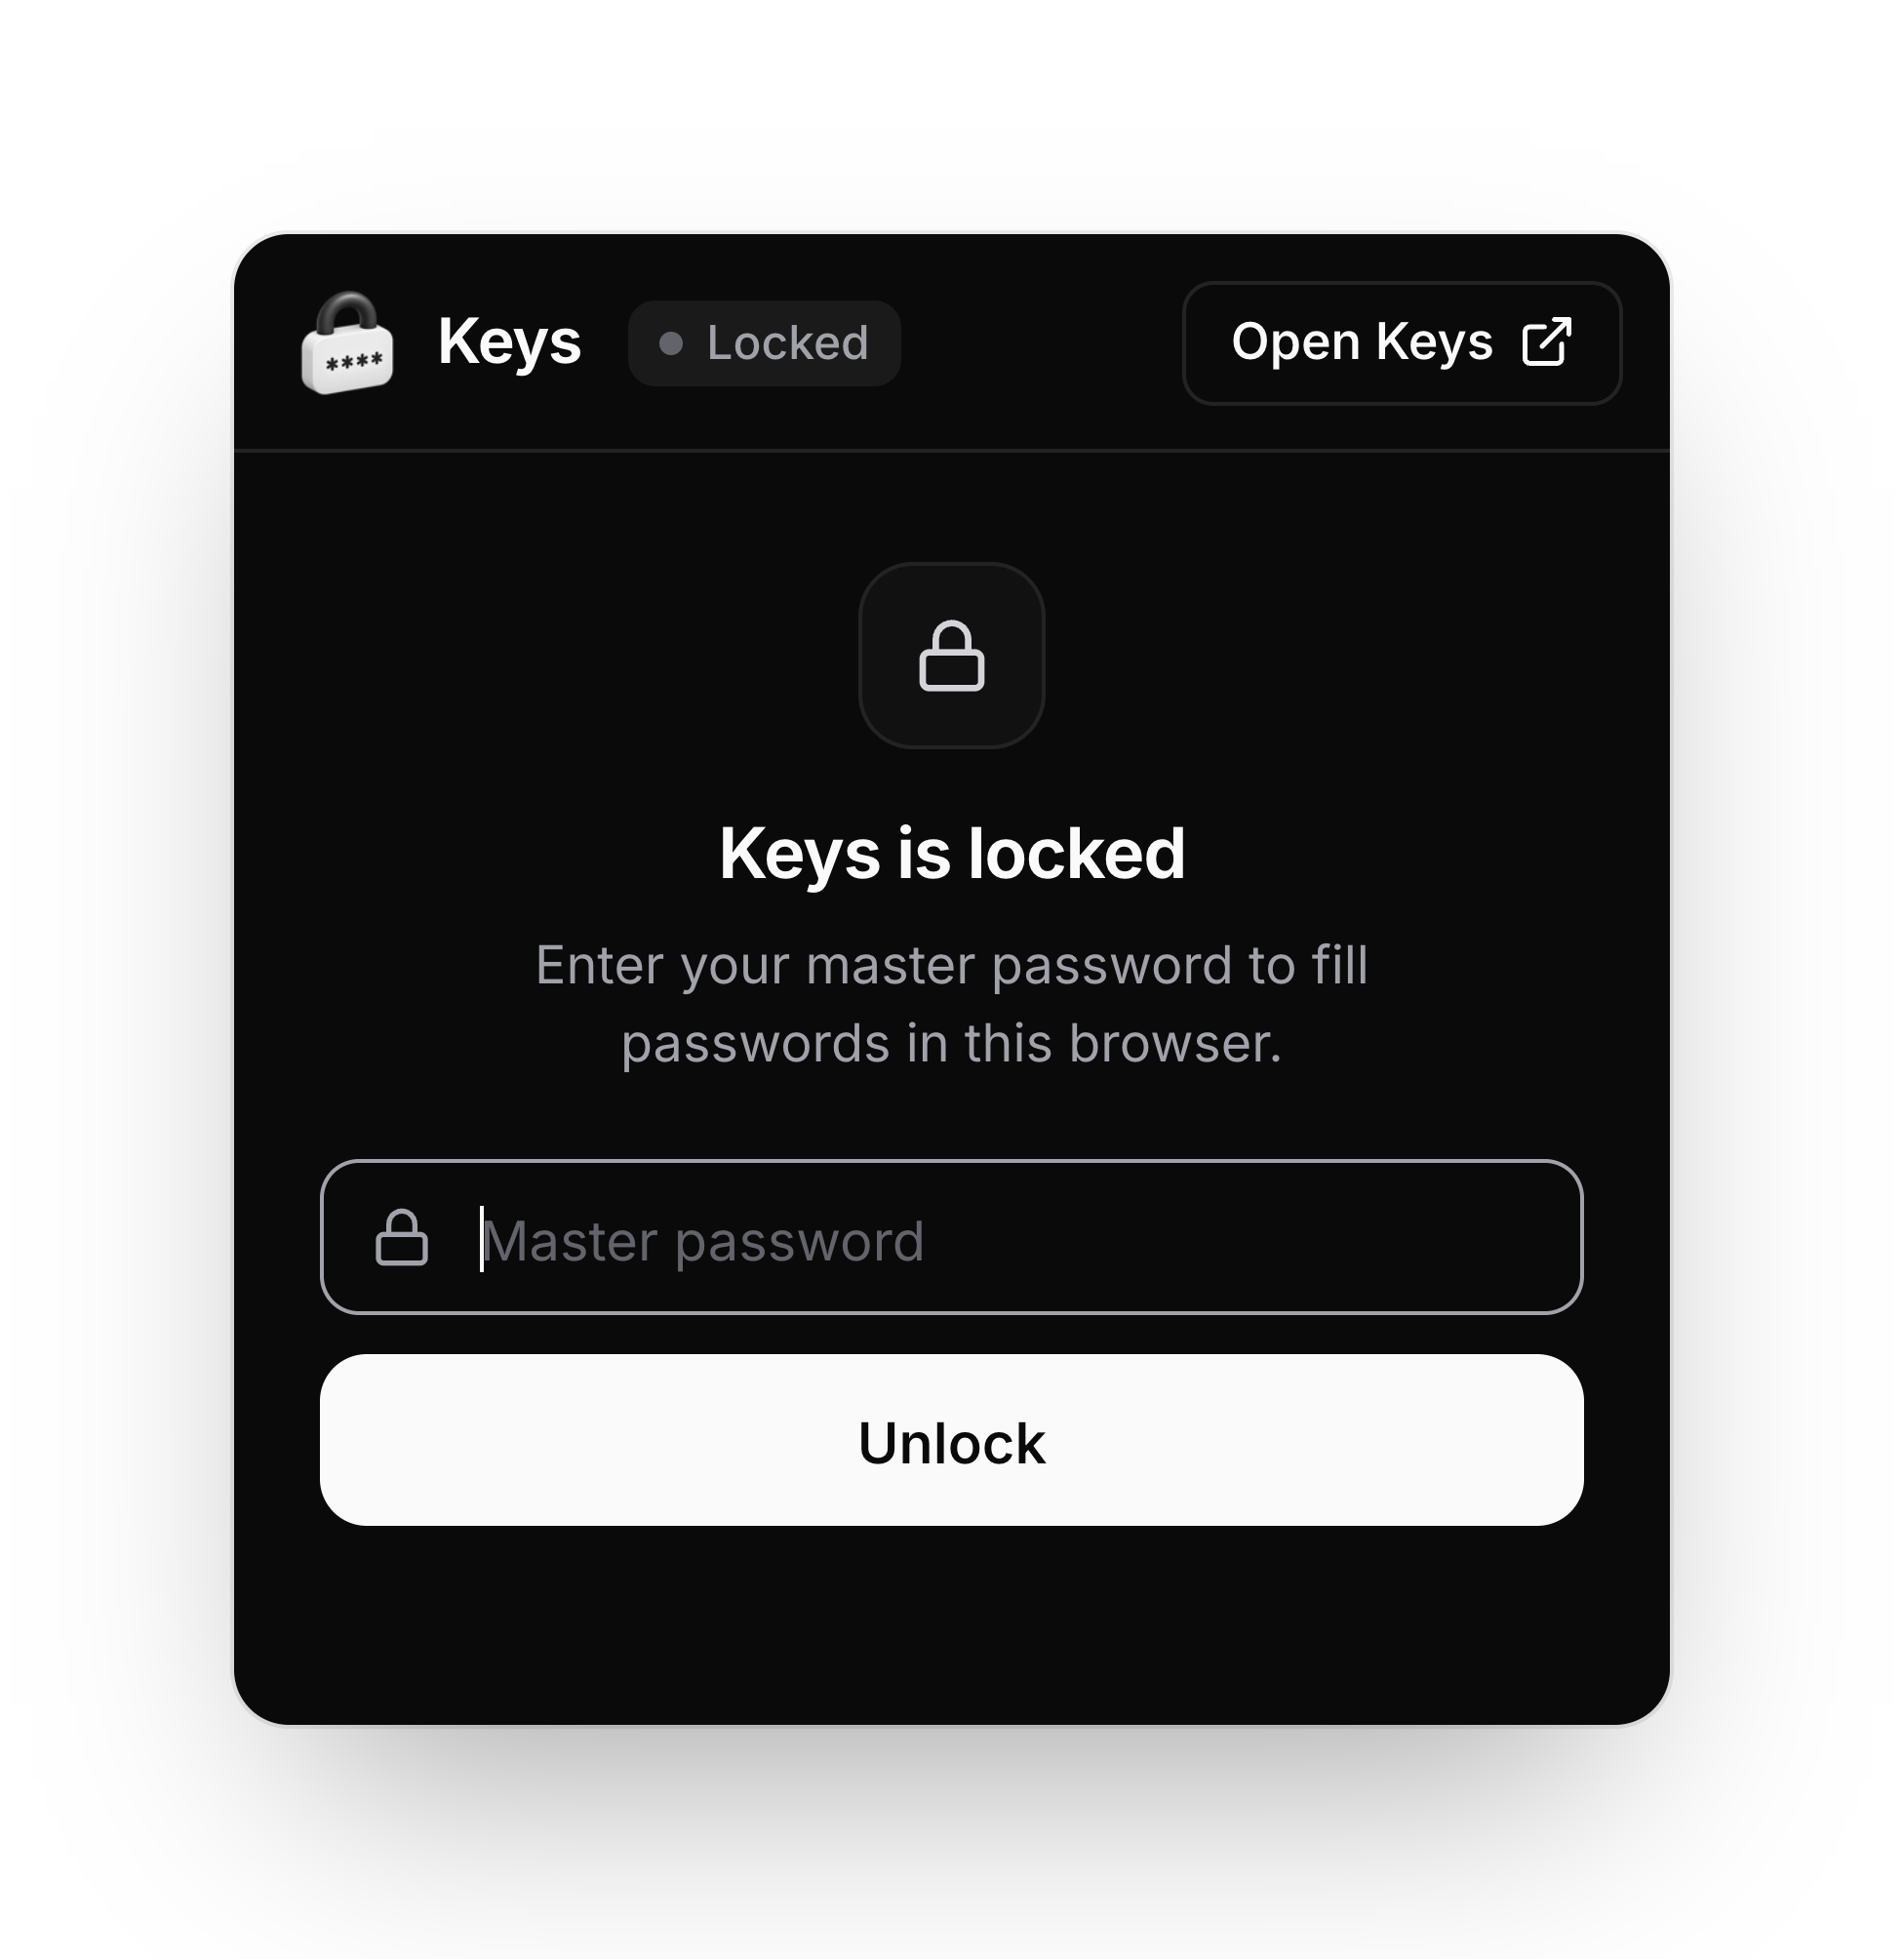 ****
Keys
Locked
Open Keys
Keys is locked
Enter your master password to fill
passwords in this browser.
Master password
Unlock